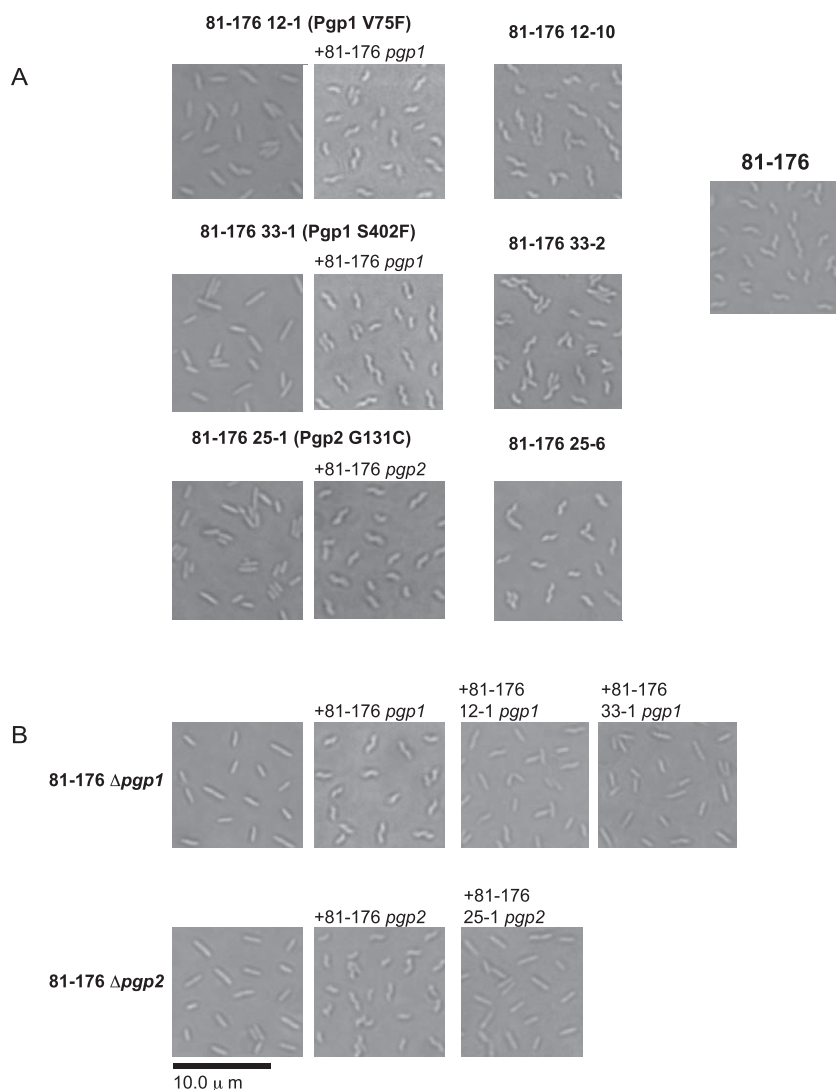 A
81-176 12-1 (Pgp1 V75F)
+81-176 pgp1
81-176 12-10
81-176
81-176 33-1 (Pgp1 S402F)
+81-176 pgp1
81-176 33-2
81-176 25-1 (Pgp2 G131C)
+81-176 pgp2
81-176 25-6
B
81-176 Δpgp1
+81-176 pgp1
+81-176
12-1 pgp1
+81-176
33-1 pgp1
81-176 Δpgp2
+81-176 pgp2
+81-176
25-1 pgp2
10.0 μ m